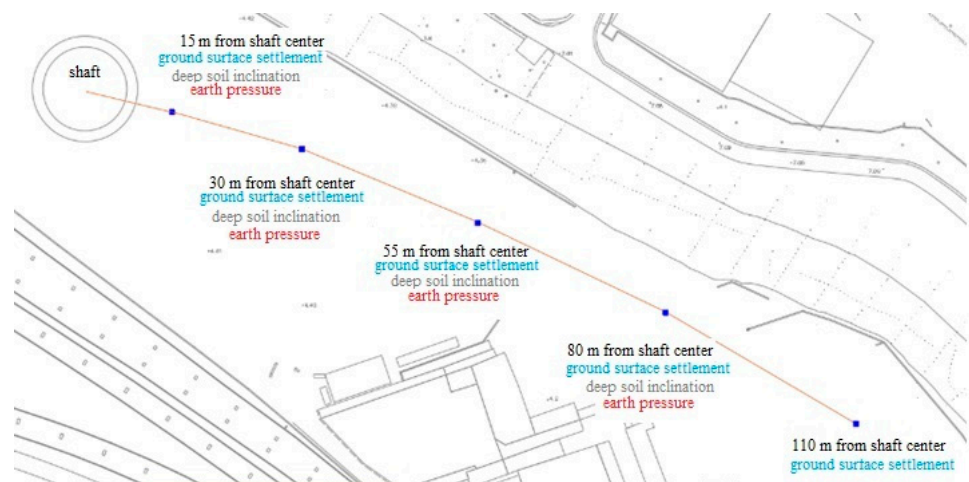 shaft
15 m from shaft center
ground surface settlement
deep soil inclination
earth pressure
30 m from shaft center
ground surface settlement
deep soil inclination
earth pressure
55 m from shaft center
ground surface settlement
deep soil inclination
earth pressure
80 m from shaft center
ground surface settlement
deep soil inclination
earth pressure
110 m from shaft center
ground surface settlement